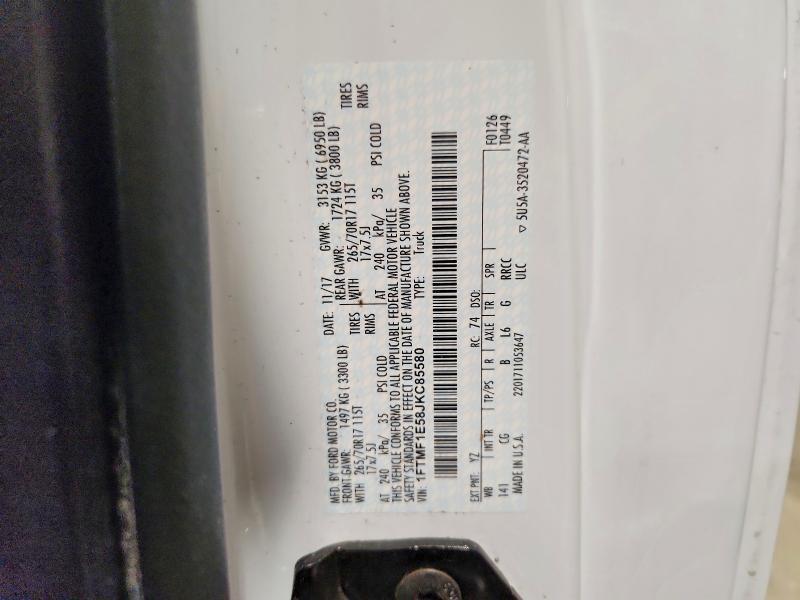 MFD. BY FORD MOTOR CO.
DATE: 11/17 GVWR: 3153 KG ( 6950 LB)
FRONT GAWR: 1497 KG ( 3300 LB) REAR GAWR: 1724 KG ( 3800 LB)
WITH 265/70R17 115T TIRES WITH 265/70R17 115T TIRES
17x7.5J RIMS 17x7.5J RIMS
AT 240 kPa/ 35 PSI COLD AT 240 kPa/ 35 PSI COLD
THIS VEHICLE CONFORMS TO ALL APPLICABLE FEDERAL MOTOR VEHICLE
SAFETY STANDARDS IN EFFECT ON THE DATE OF MANUFACTURE SHOWN ABOVE.
VIN: 1FTMF1E58JKC85580 TYPE: Truck
EXT PNT: YZ RC: 74 DSO: F0126
WB INT TR TP/PS R AXLE TR SPR T0449
141 CG B L6 G RRCC
MADE IN U.S.A. 2201711053647 ULC ▽ 5U5A-3520472-AA